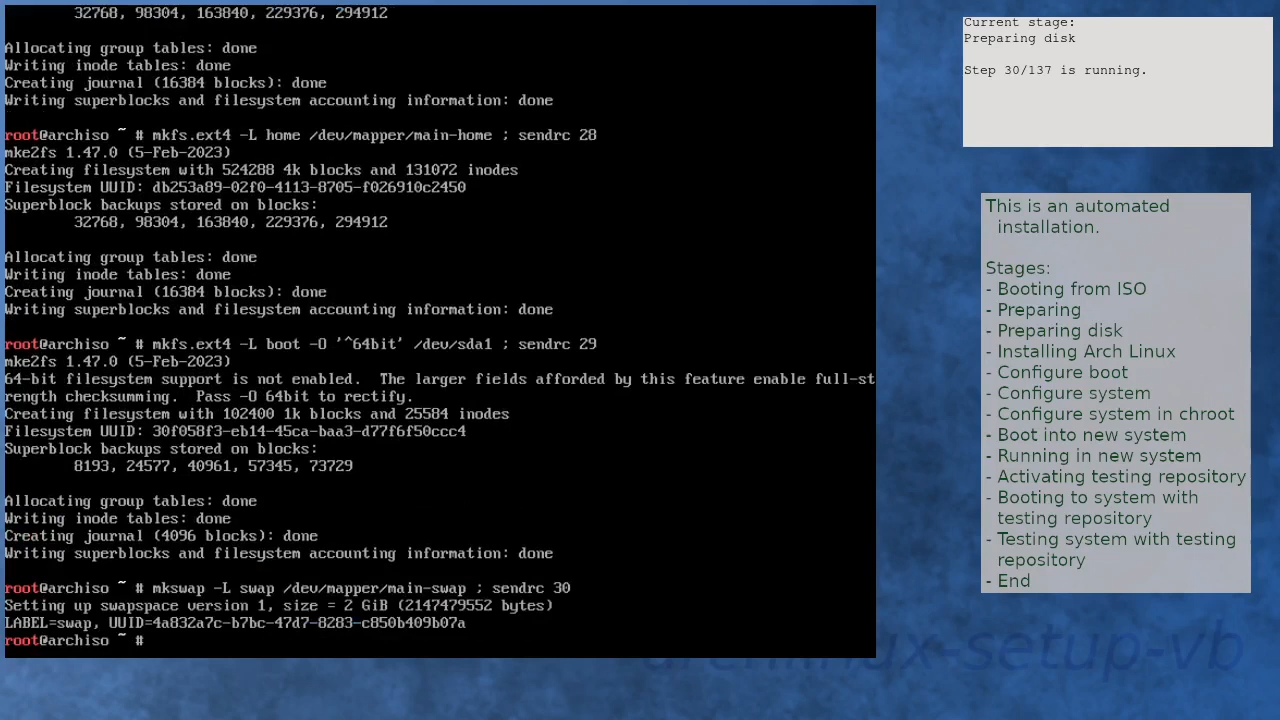 32768, 98304, 163840, 229376, 294912
Allocating group tables: done
Writing inode tables: done
Creating journal (16384 blocks): done
Writing superblocks and filesystem accounting information: done
root@archiso ~ # mkfs.ext4 -L home /dev/mapper/main-home ; sendrc 28
mke2fs 1.47.0 (5-Feb-2023)
Creating filesystem with 524288 4k blocks and 131072 inodes
Filesystem UUID: db253a89-02f0-4113-8705-f026910c2450
Superblock backups stored on blocks:
32768, 98304, 163840, 229376, 294912
Allocating group tables: done
Writing inode tables: done
Creating journal (16384 blocks): done
Writing superblocks and filesystem accounting information: done
root@archiso ~ # mkfs.ext4 -L boot -O '^64bit' /dev/sda1 ; sendrc 29
mke2fs 1.47.0 (5-Feb-2023)
64-bit filesystem support is not enabled.  The larger fields afforded by this feature enable full-st
rength checksumming.  Pass -O 64bit to rectify.
Creating filesystem with 102400 1k blocks and 25584 inodes
Filesystem UUID: 30f058f3-eb14-45ca-baa3-d77f6f50ccc4
Superblock backups stored on blocks:
8193, 24577, 40961, 57345, 73729
Allocating group tables: done
Writing inode tables: done
Creating journal (4096 blocks): done
Writing superblocks and filesystem accounting information: done
root@archiso ~ # mkswap -L swap /dev/mapper/main-swap ; sendrc 30
Setting up swapspace version 1, size = 2 GiB (2147479552 bytes)
LABEL=swap, UUID=4a832a7c-b7bc-47d7-8283-c850b409b07a
root@archiso ~ #
Current stage:
Preparing disk
Step 30/137 is running.
This is an automated
installation.
Stages:
- Booting from ISO
- Preparing
- Preparing disk
- Installing Arch Linux
- Configure boot
- Configure system
- Configure system in chroot
- Boot into new system
- Running in new system
- Activating testing repository
- Booting to system with
testing repository
- Testing system with testing
repository
- End